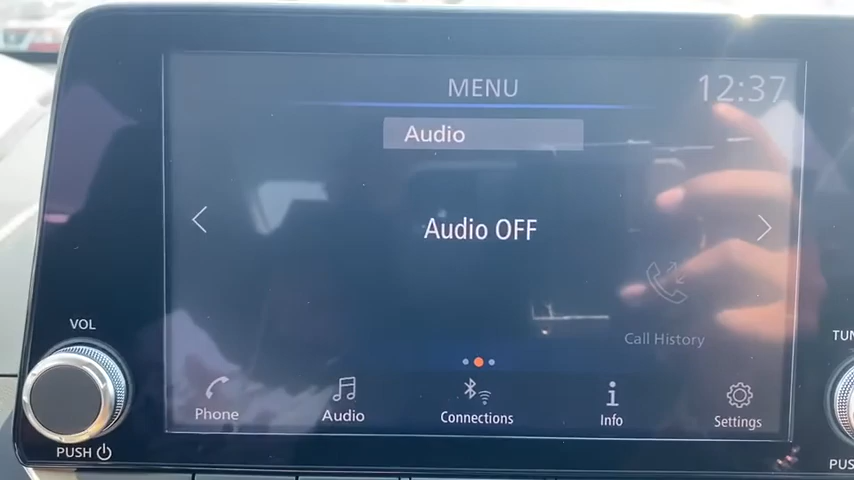 MENU
12:37
Audio
Audio OFF
Call History
VOL
Phone
Audio
Connections
Info
Settings
PUSH